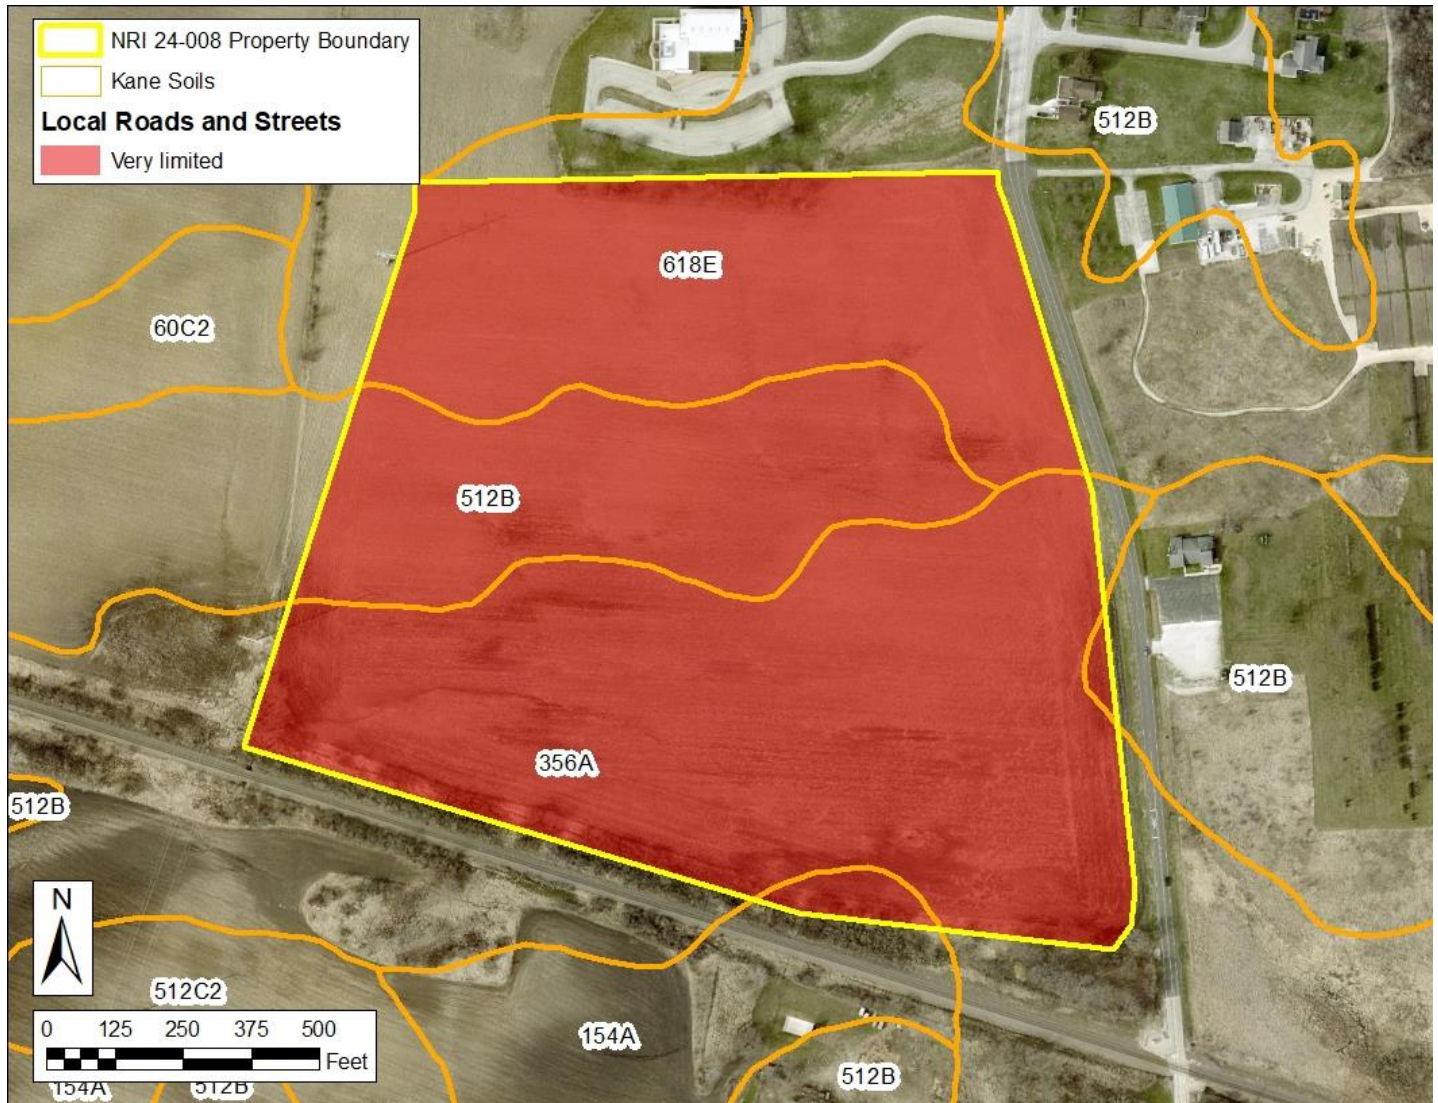 NRI 24-008 Property Boundary
Kane Soils
Local Roads and Streets
Very limited
512B
618E
60C2
512B
512B
356A
512B
N
512C2
154A
0 125 250 375 500
Feet
154A
512B
512B